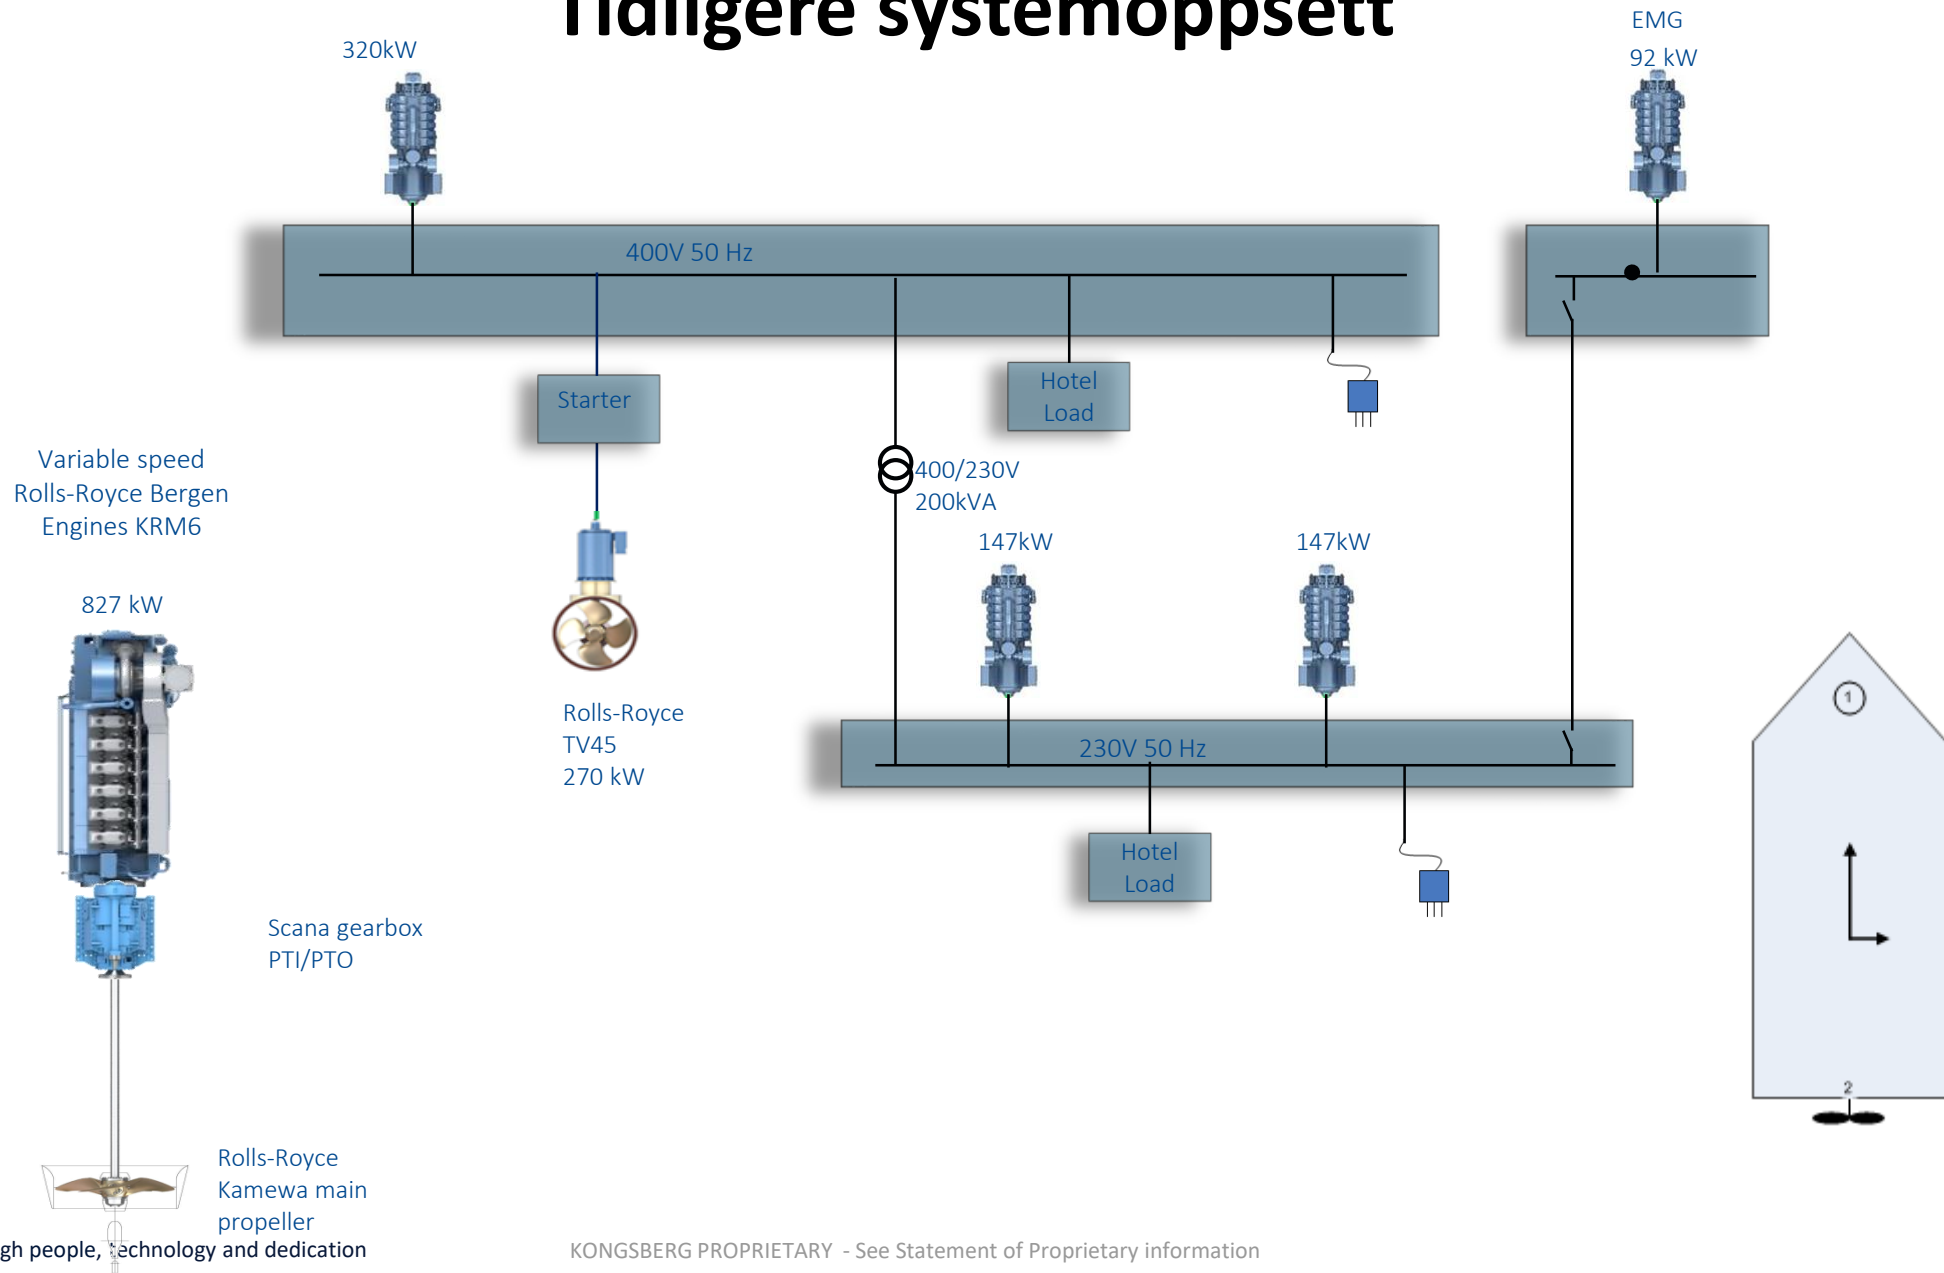 Tidligere systemoppsett
320kW
EMG
92 kW
400V 50 Hz
Starter
Hotel
Load
Variable speed
Rolls-Royce Bergen
Engines KRM6
400/230V
200kVA
147kW
147kW
827 kW
Rolls-Royce
TV45
270 kW
230V 50 Hz
1
Hotel
Load
Scana gearbox
PTI/PTO
2
Rolls-Royce
Kamewa main
propeller
gh people, technology and dedication
KONGSBERG PROPRIETARY - See Statement of Proprietary information